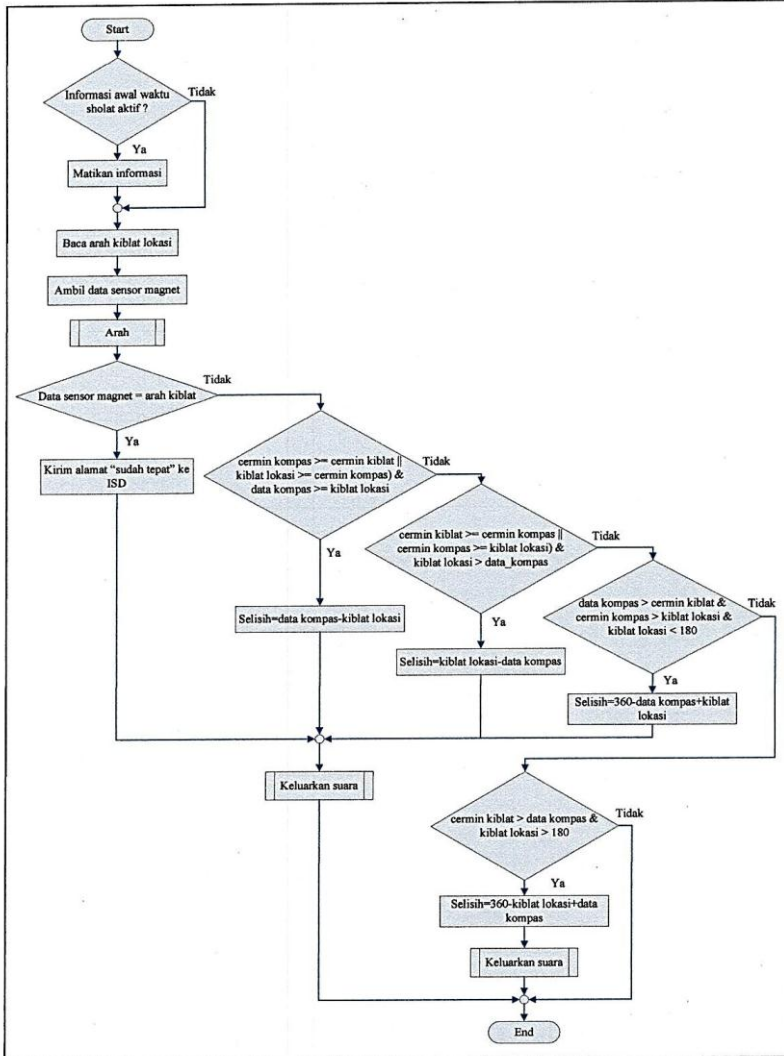 Start
Informasi awal waktu
sholat aktif ?
Tidak
Ya
Matikan informasi
Baca arah kiblat lokasi
Ambil data sensor magnet
Arah
Data sensor magnet = arah kiblat
Tidak
Ya
Kirim alamat “sudah tepat” ke
ISD
cermin kompas >= cermin kiblat ||
kiblat lokasi >= cermin kompas) &
data kompas >= kiblat lokasi
Tidak
Ya
Selisih=data kompas-kiblat lokasi
cermin kiblat >= cermin kompas ||
cermin kompas >= kiblat lokasi) &
kiblat lokasi > data_kompas
Tidak
Ya
Selisih=kiblat lokasi-data kompas
data kompas > cermin kiblat &
cermin kompas > kiblat lokasi &
kiblat lokasi < 180
Tidak
Ya
Selisih=360-data kompas+kiblat
lokasi
Keluarkan suara
cermin kiblat > data kompas &
kiblat lokasi > 180
Tidak
Ya
Selisih=360-kiblat lokasi+data
kompas
Keluarkan suara
End